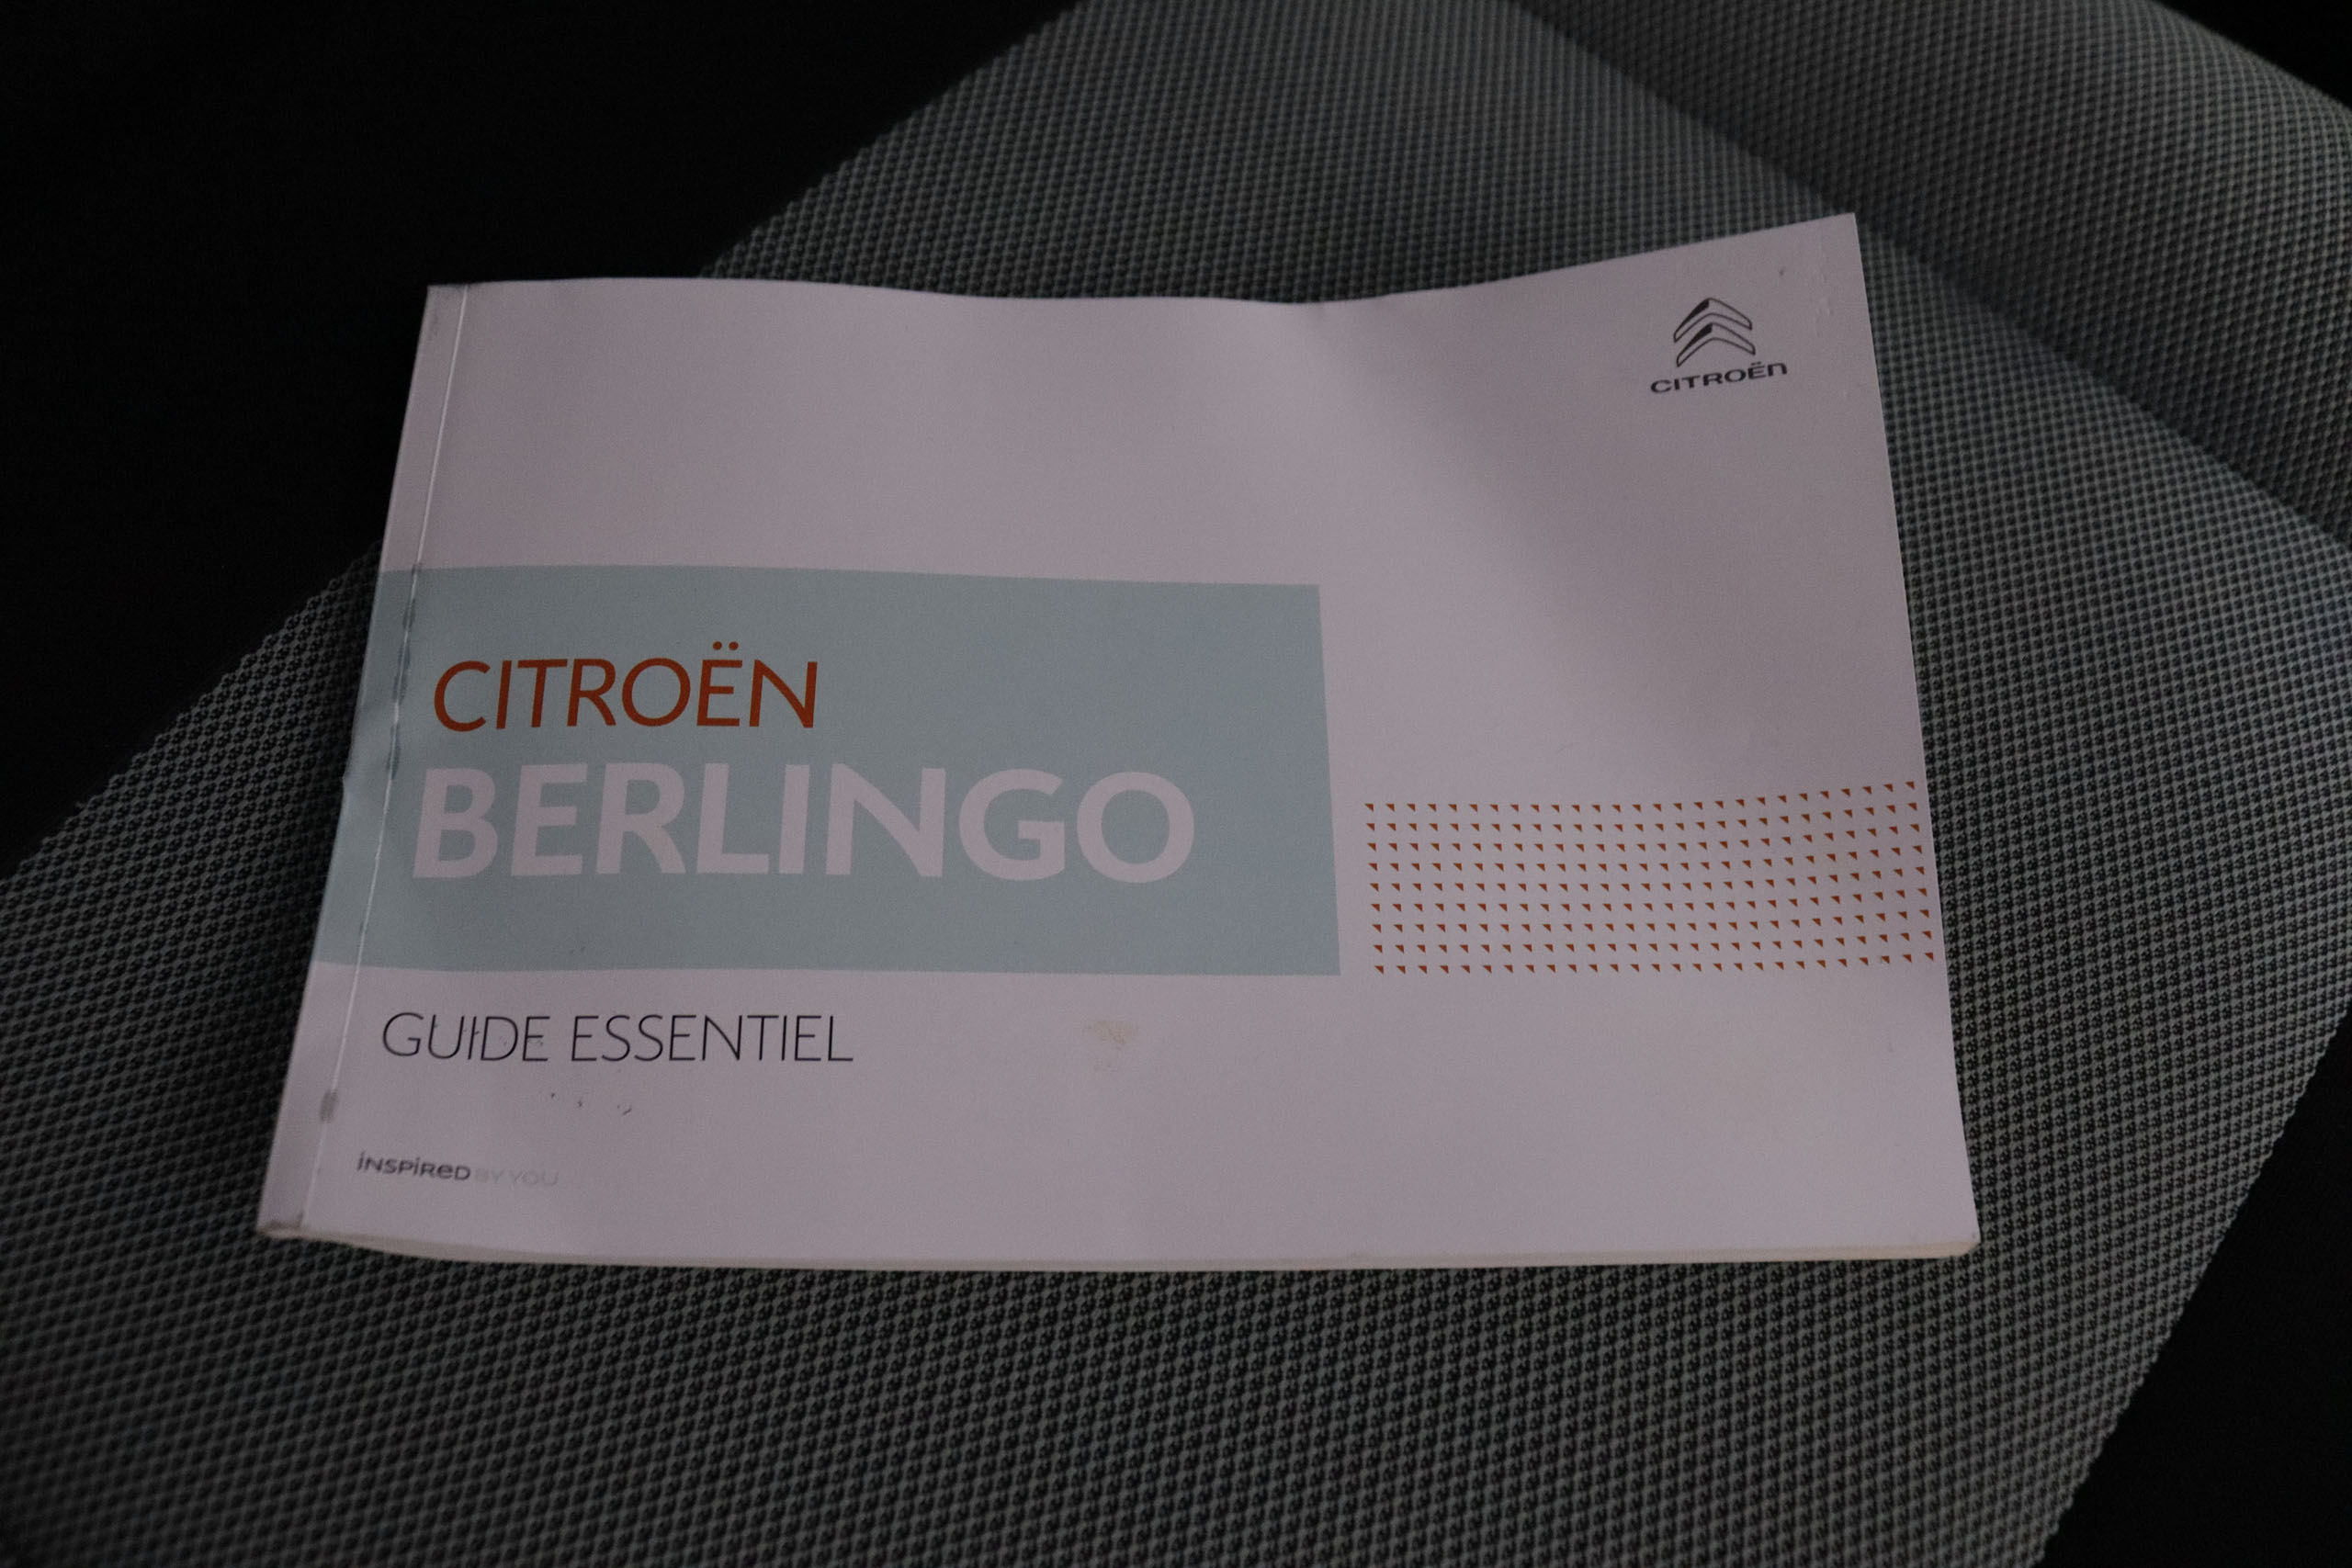 CITROËN
CITROËN
BERLINGO
GUIDE ESSENTIEL
INSPIRED BY YOU